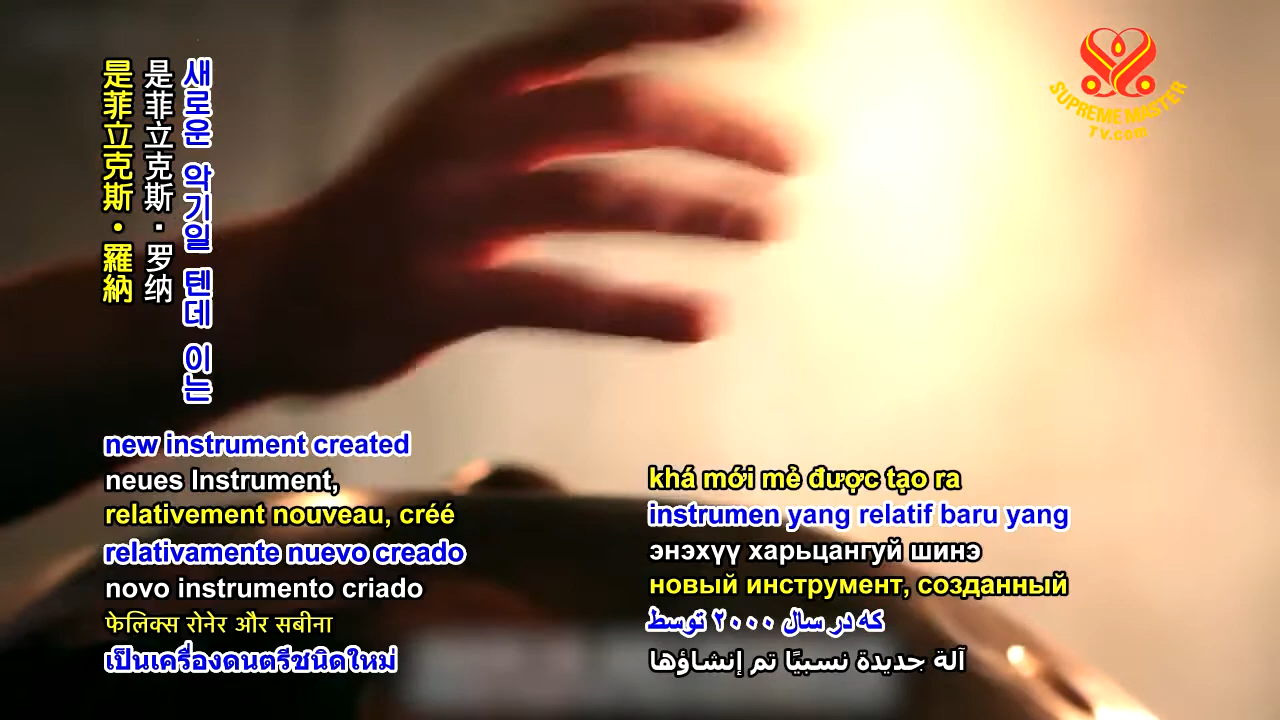 是菲立克斯・羅納
是菲立克斯·罗纳
새로운 악기일 텐데 이는
SUPREME MASTER
TV.com
new instrument created
neues Instrument,
relativement nouveau, créé
relativamente nuevo creado
novo instrumento criado
फेलिक्स रोनेर और सबीना
เป็นเครื่องดนตรีชนิดใหม่
khá mới mẻ được tạo ra
instrumen yang relatif baru yang
энэхүү харьцангуй шинэ
новый инструмент, созданный
که در سال ۲۰۰۰ توسط
آلة جديدة نسبيًا تم إنشاؤها